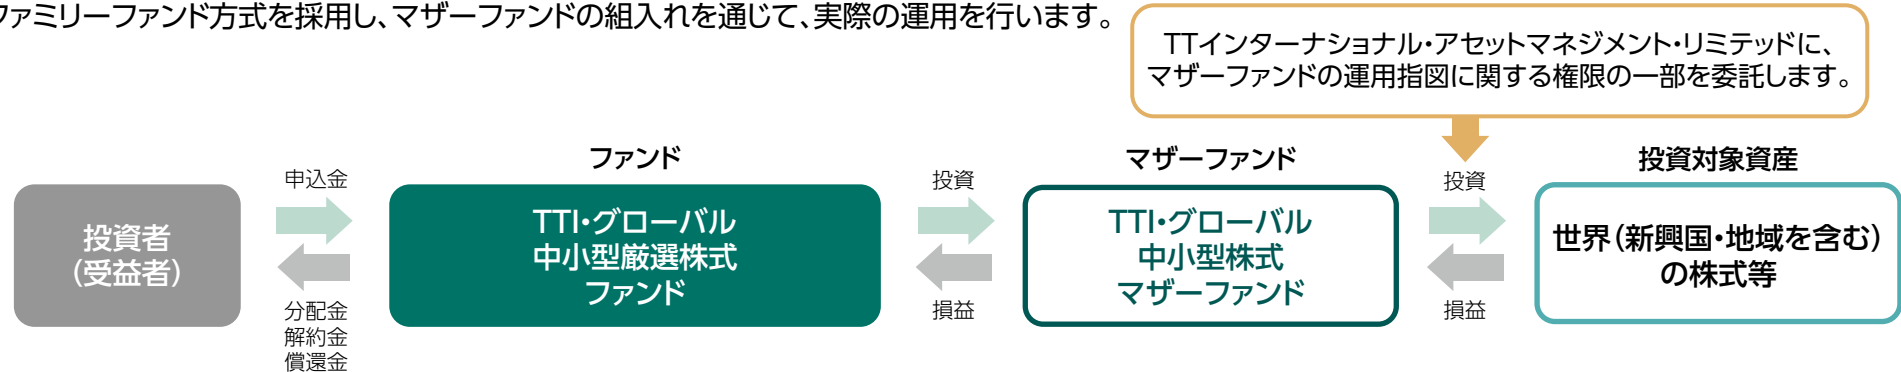 ファミリーファンド方式を採用し、マザーファンドの組入れを通じて、実際の運用を行います。
TTインターナショナル・アセットマネジメント・リミテッドに、
マザーファンドの運用指図に関する権限の一部を委託します。
投資者
(受益者)
申込金
分配金
解約金
償還金
ファンド
TTI・グローバル
中小型厳選株式
ファンド
投資
損益
マザーファンド
TTI・グローバル
中小型株式
マザーファンド
投資
損益
投資対象資産
世界(新興国・地域を含む)
の株式等